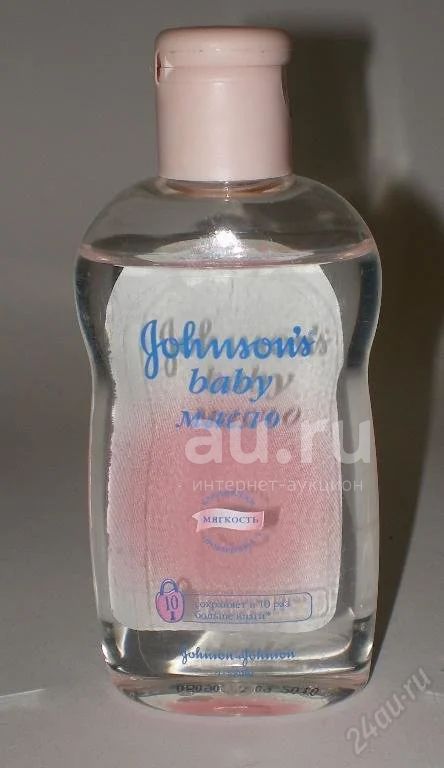 Johnson's
baby
масло
au.ru
интернет-аукцион
МЯГКОСТЬ
10
сохраняет в 10 раз
больше влаги*
Johnson & Johnson
24au.ru